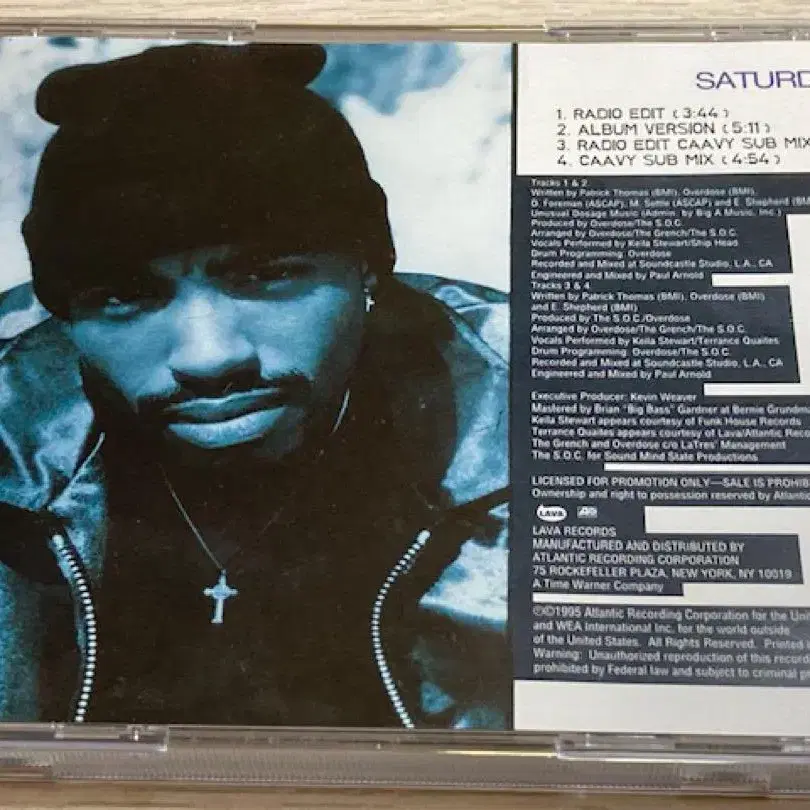 SATURD
1. RADIO EDIT (3:44)
2. ALBUM VERSION (5:11)
3. RADIO EDIT CAAVY SUB MIX
4. CAAVY SUB MIX (4:54)
Tracks 1 & 2
Written by Patrick Thomas (BMI), Overdose (BMI),
D. Foreman (ASCAP), M. Settle (ASCAP) and E. Shepherd (BM
Unusual Dosage Music (Admin. by Big A Music, Inc.)
Produced by Overdose/The S.O.C.
Arranged by Overdose/The Grench/The S.O.C.
Vocals Performed by Keila Stewart/Ship Head
Drum Programming: Overdose
Recorded and Mixed at Soundcastle Studio, L.A., CA
Engineered and Mixed by Paul Arnold
Tracks 3 & 4
Written by Patrick Thomas (BMI), Overdose (BMI)
and E. Shepherd (BMI)
Produced by The S.O.C./Overdose
Arranged by Overdose/The Grench/The S.O.C.
Vocals Performed by Keila Stewart/Terrance Quaites
Drum Programming: Overdose/The S.O.C.
Recorded and Mixed at Soundcastle Studio, L.A., CA
Engineered and Mixed by Paul Arnold
Executive Producer: Kevin Weaver
Mastered by Brian "Big Bass" Gardner at Bernie Grundm
Keila Stewart appears courtesy of Funk House Records
Terrance Quaites appears courtesy of Lava/Atlantic Reco
The Grench and Overdose c/o LaTres' Management
The S.O.C. for Sound Mind State Productions
LICENSED FOR PROMOTION ONLY—SALE IS PROHIB
Ownership and right to possession reserved by Atlantic
LAVA
LAVA RECORDS
MANUFACTURED AND DISTRIBUTED BY
ATLANTIC RECORDING CORPORATION
75 ROCKEFELLER PLAZA, NEW YORK, NY 10019
A Time Warner Company
℗©1995 Atlantic Recording Corporation for the Uni
and WEA International Inc. for the world outside
of the United States. All Rights Reserved. Printed
Warning: Unauthorized reproduction of this record
prohibited by Federal law and subject to criminal p